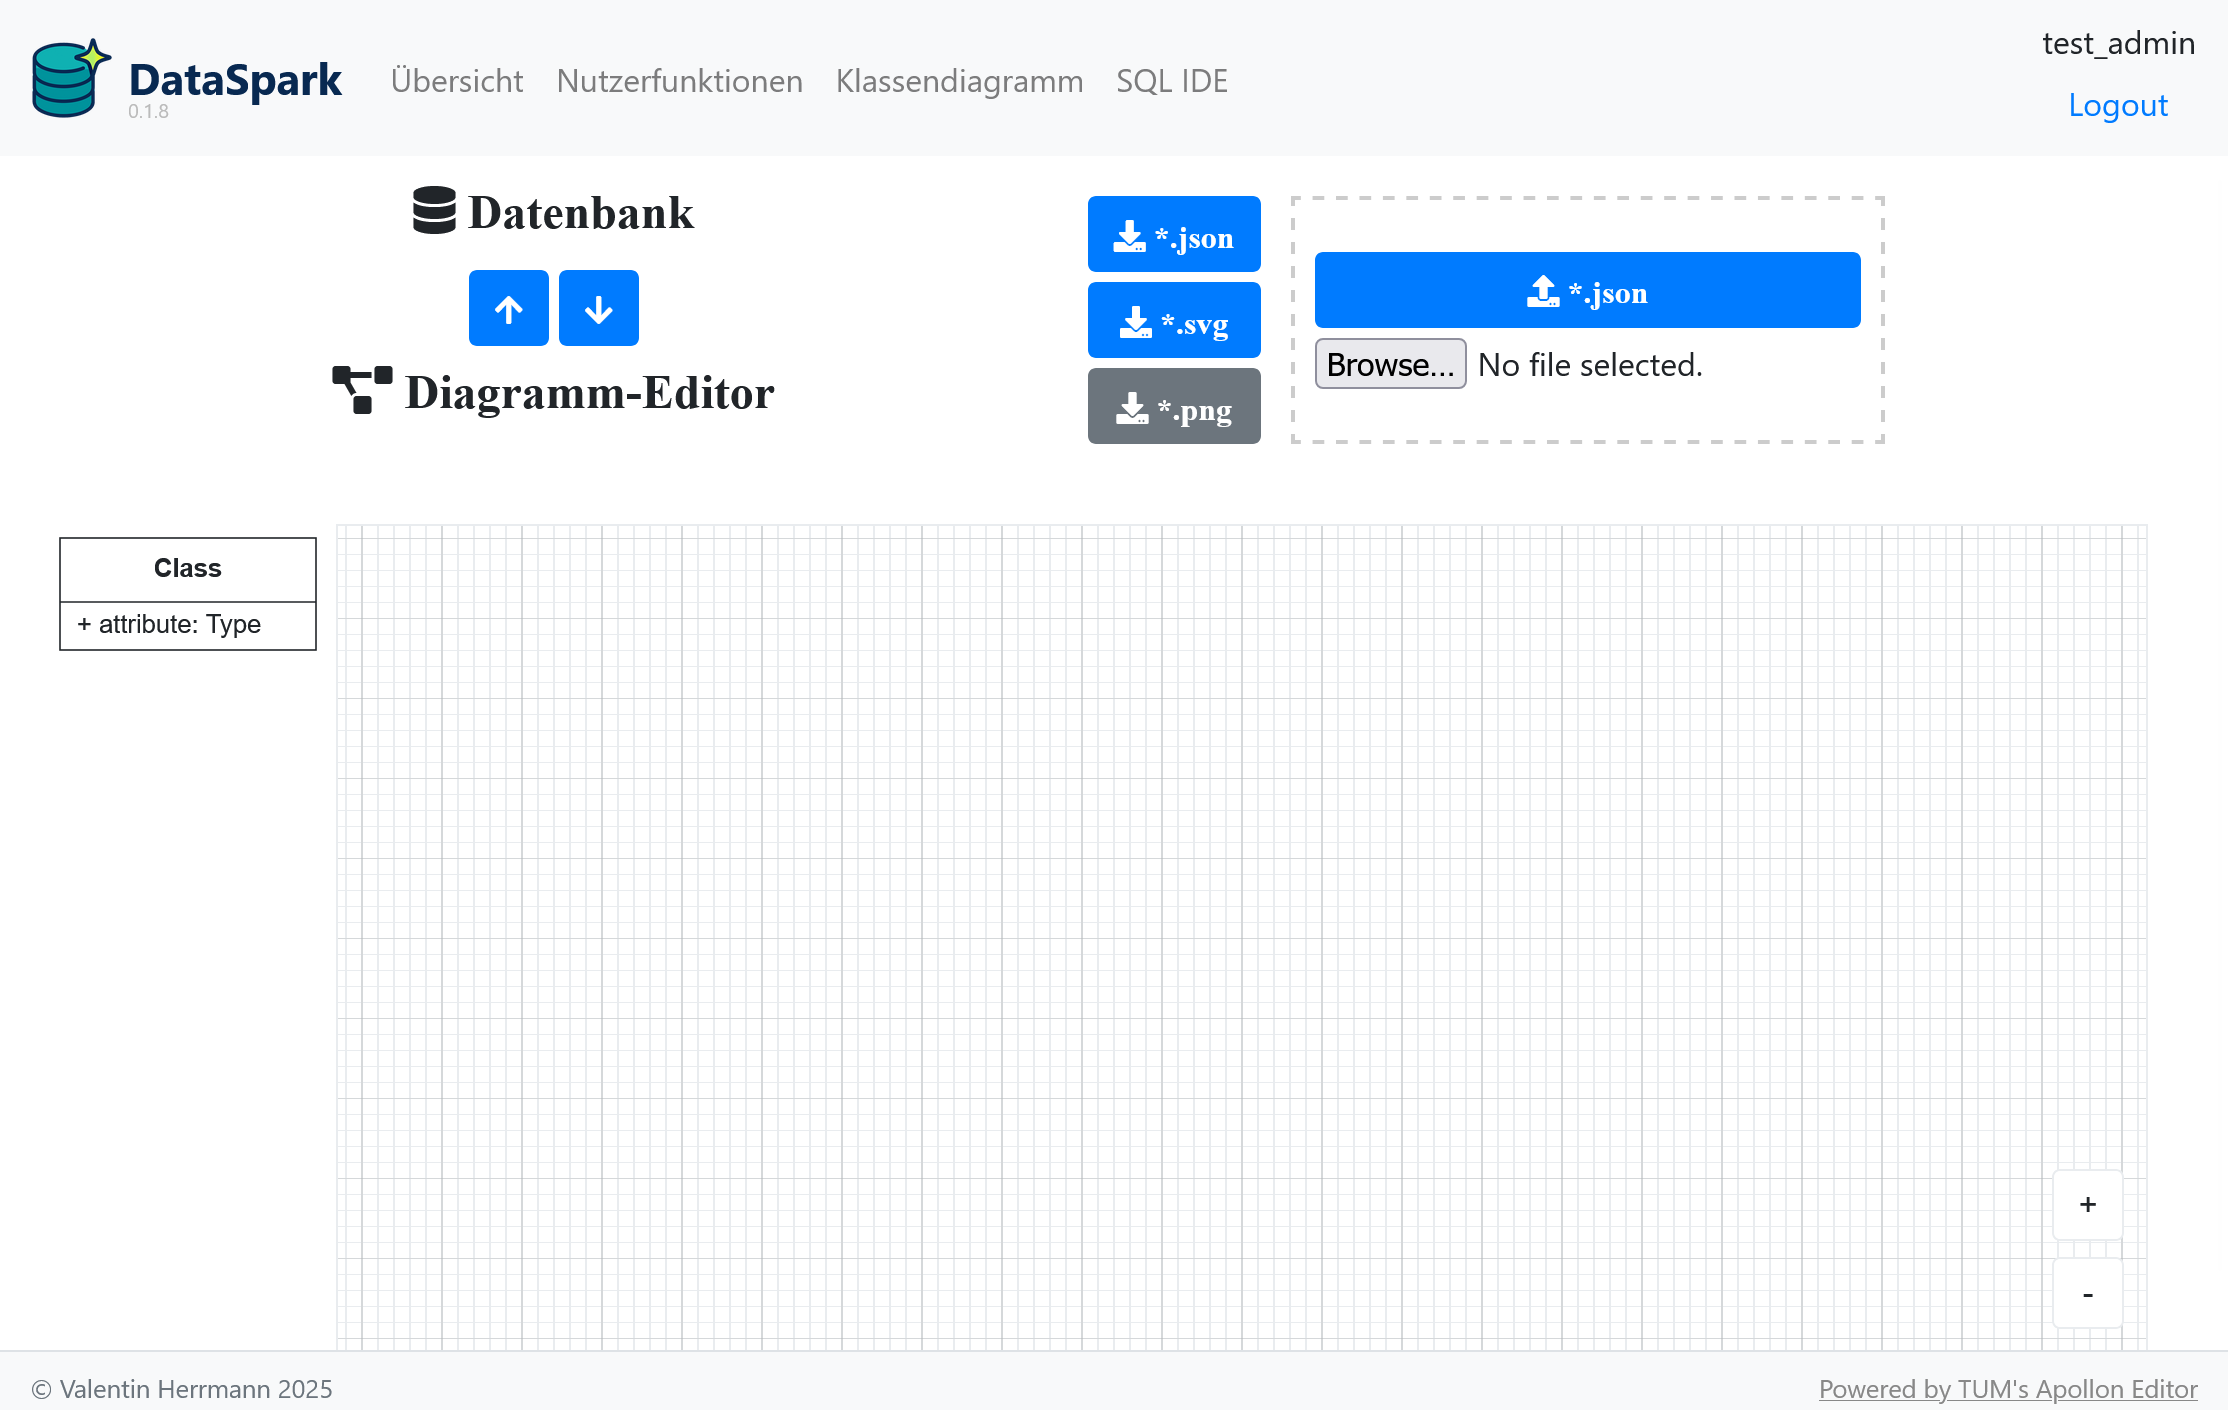 DataSpark
0.1.8
Übersicht
Nutzerfunktionen
Klassendiagramm
SQL IDE
test_admin
Logout
Datenbank
Diagramm-Editor
*.json
*.svg
*.png
*.json
Browse... No file selected.
Class
+ attribute: Type
+
-
© Valentin Herrmann 2025
Powered by TUM's Apollon Editor